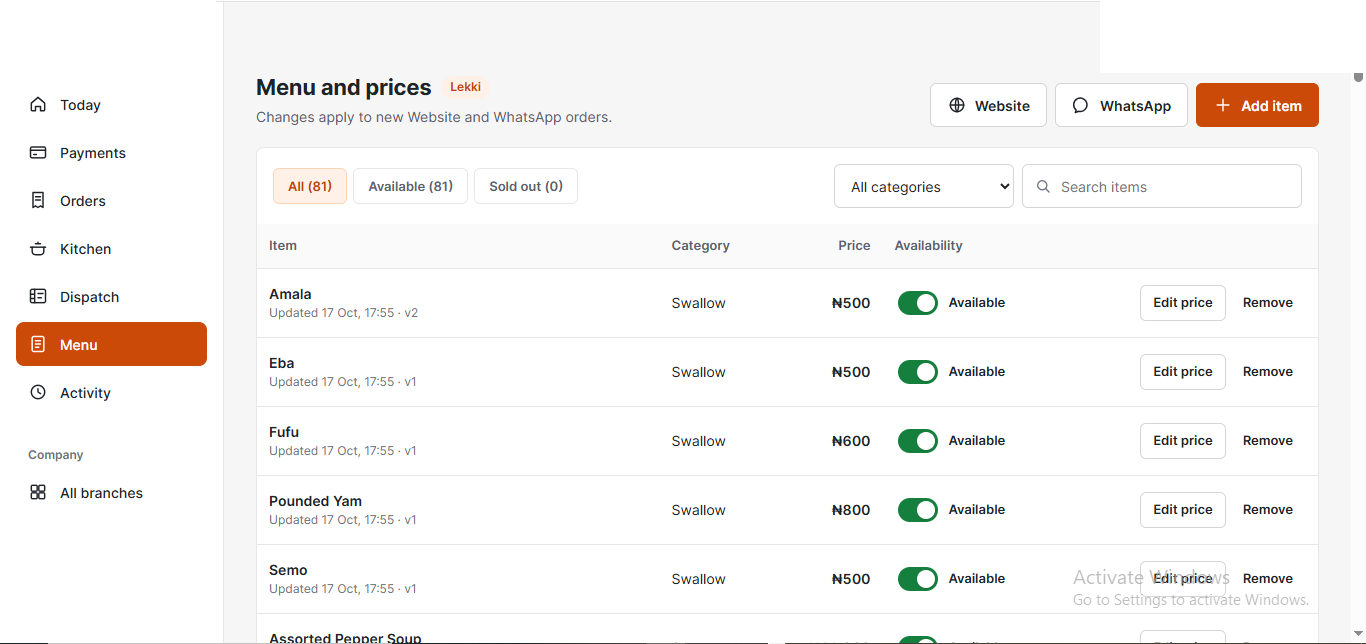 Menu and prices Lekki
Changes apply to new Website and WhatsApp orders.
Website
WhatsApp
Add item
Today
Payments
Orders
Kitchen
Dispatch
Menu
Activity
Company
All branches
All (81)
Available (81)
Sold out (0)
All categories
Search items
Item Category Price Availability
Amala Swallow ₦500 Available Edit price Remove
Updated 17 Oct, 17:55 · v2
Eba Swallow ₦500 Available Edit price Remove
Updated 17 Oct, 17:55 · v1
Fufu Swallow ₦600 Available Edit price Remove
Updated 17 Oct, 17:55 · v1
Pounded Yam Swallow ₦800 Available Edit price Remove
Updated 17 Oct, 17:55 · v1
Semo Swallow ₦500 Available Edit price Remove
Updated 17 Oct, 17:55 · v1
Assorted Pepper Soup
Activate Windows
Go to Settings to activate Windows.